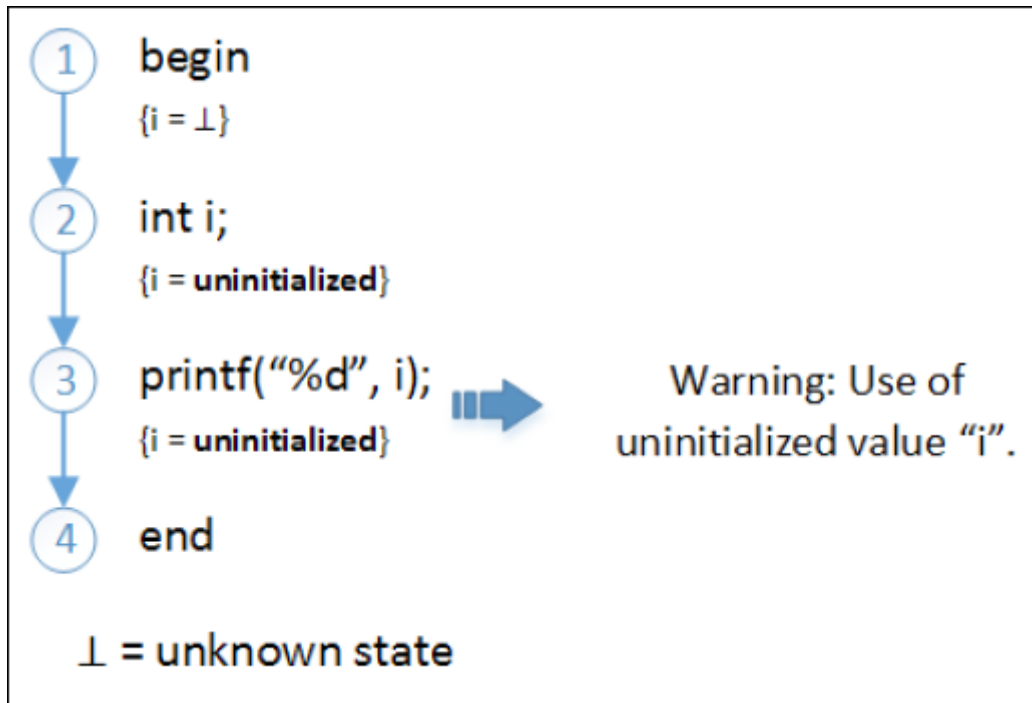 1 begin
{i = ⊥}
2 int i;
{i = uninitialized}
3 printf(“%d”, i);
{i = uninitialized}
Warning: Use of
uninitialized value “i”.
4 end
⊥ = unknown state